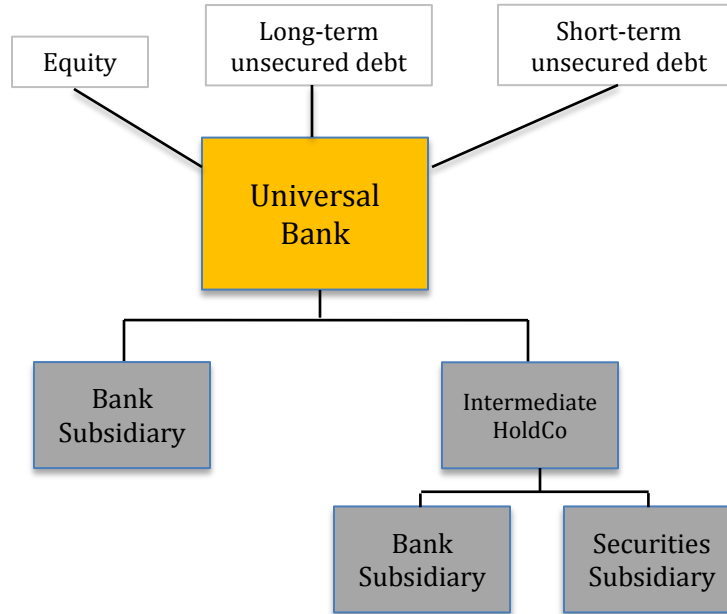 Equity
Long-term
unsecured debt
Short-term
unsecured debt
Universal
Bank
Bank
Subsidiary
Intermediate
HoldCo
Bank
Subsidiary
Securities
Subsidiary